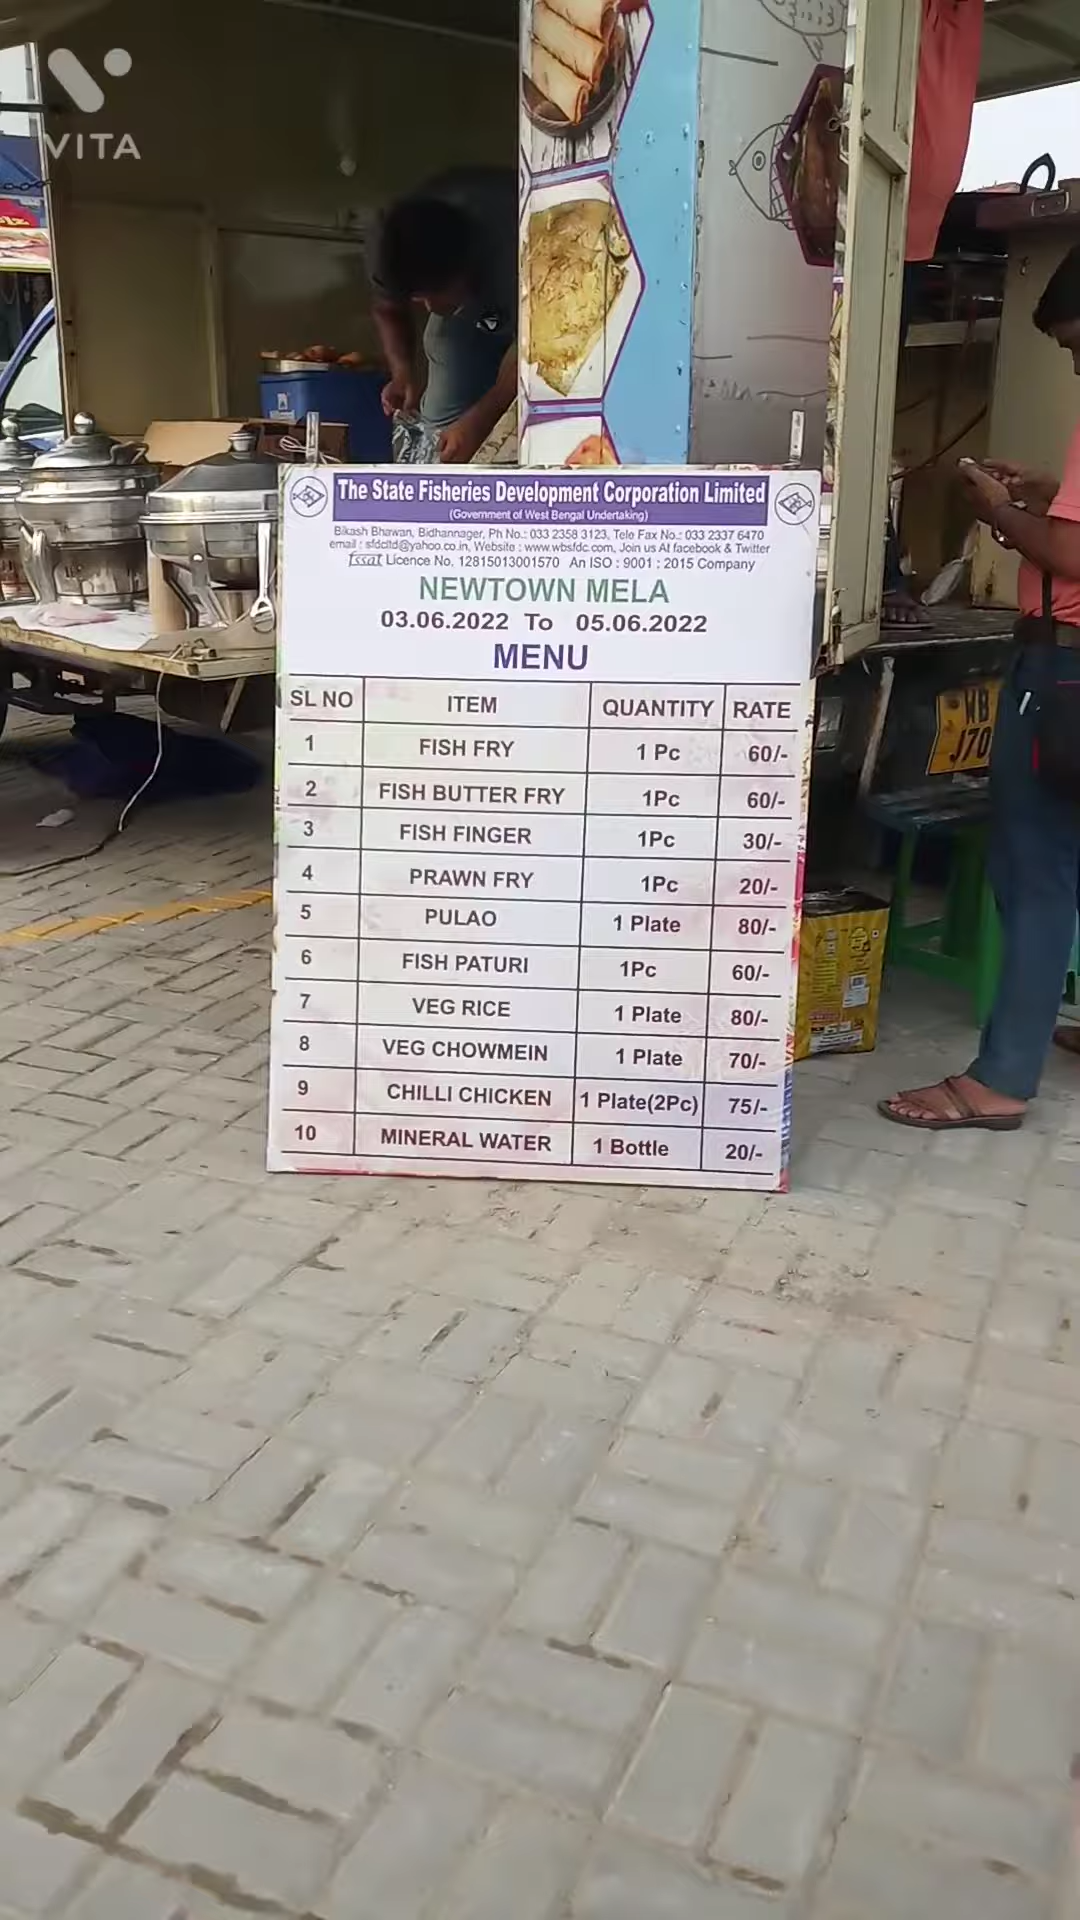 VITA
The State Fisheries Development Corporation Limited
(Government of West Bengal Undertaking)
Bikash Bhawan, Bidhannager, Ph No.: 033 2358 3123, Tele Fax No.: 033 2337 6470
email : sfdcltd@yahoo.co.in, Website : www.wbsfdc.com, Join us At facebook & Twitter
fssai Licence No. 12815013001570 An ISO : 9001 : 2015 Company
NEWTOWN MELA
03.06.2022 To 05.06.2022
MENU
SL NO ITEM QUANTITY RATE
1 FISH FRY 1 Pc 60/-
2 FISH BUTTER FRY 1Pc 60/-
3 FISH FINGER 1Pc 30/-
4 PRAWN FRY 1Pc 20/-
5 PULAO 1 Plate 80/-
6 FISH PATURI 1Pc 60/-
7 VEG RICE 1 Plate 80/-
8 VEG CHOWMEIN 1 Plate 70/-
9 CHILLI CHICKEN 1 Plate(2Pc) 75/-
10 MINERAL WATER 1 Bottle 20/-
WB
J70